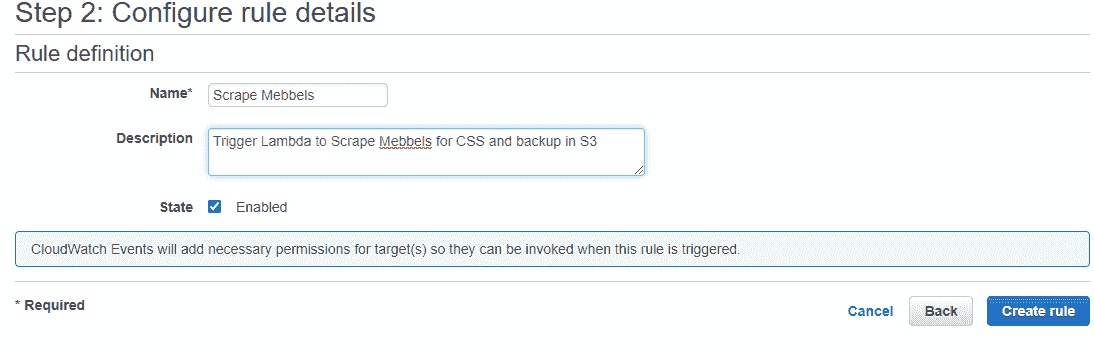 Step 2: Configure rule details
Rule definition
Name* Scrape Mebbels
Description Trigger Lambda to Scrape Mebbels for CSS and backup in S3
State Enabled
CloudWatch Events will add necessary permissions for target(s) so they can be invoked when this rule is triggered.
* Required Cancel Back Create rule